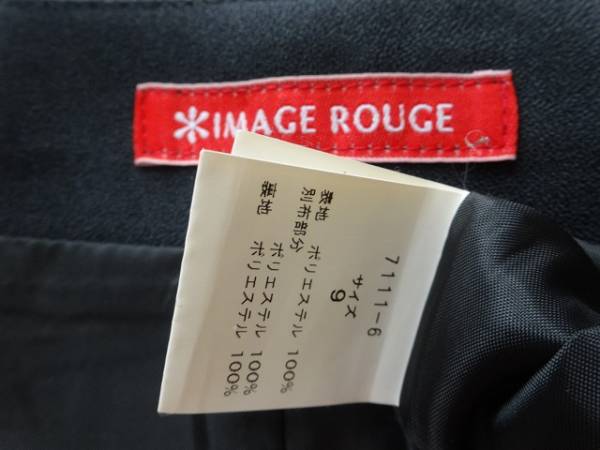 ✻IMAGE ROUGE
7111-6
サイズ
9
表地 ポリエステル 100%
別布部分 ポリエステル 100%
裏地 ポリエステル 100%